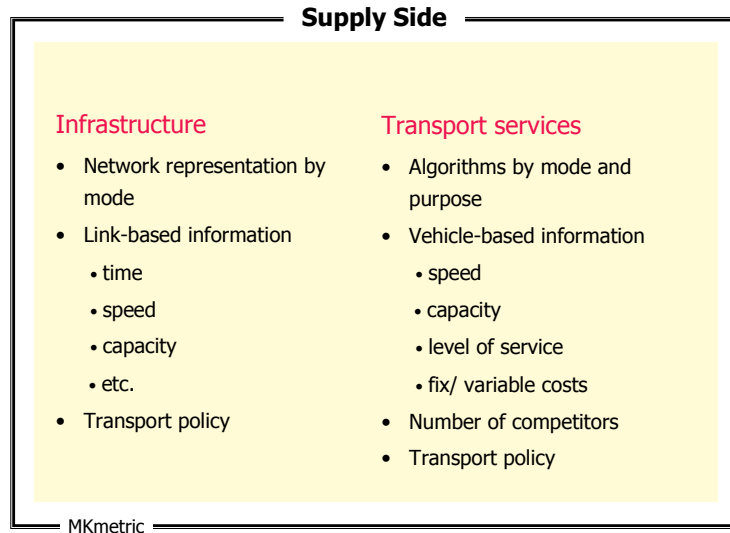 Supply Side
Infrastructure
• Network representation by
mode
• Link-based information
• time
• speed
• capacity
• etc.
• Transport policy
Transport services
• Algorithms by mode and
purpose
• Vehicle-based information
• speed
• capacity
• level of service
• fix/ variable costs
• Number of competitors
• Transport policy
MKmetric